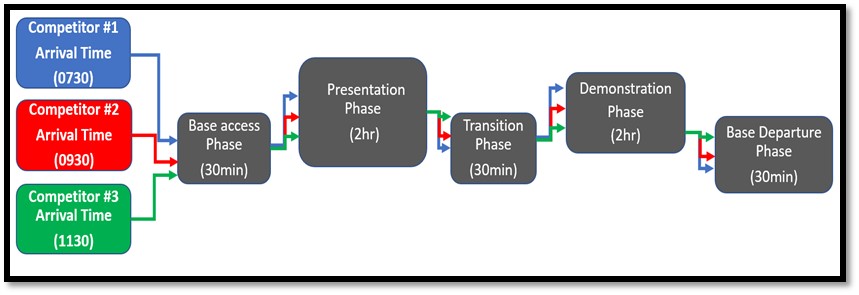 Competitor #1
Arrival Time
(0730)
Competitor #2
Arrival Time
(0930)
Competitor #3
Arrival Time
(1130)
Base access
Phase
(30min)
Presentation
Phase
(2hr)
Transition
Phase
(30min)
Demonstration
Phase
(2hr)
Base Departure
Phase
(30min)